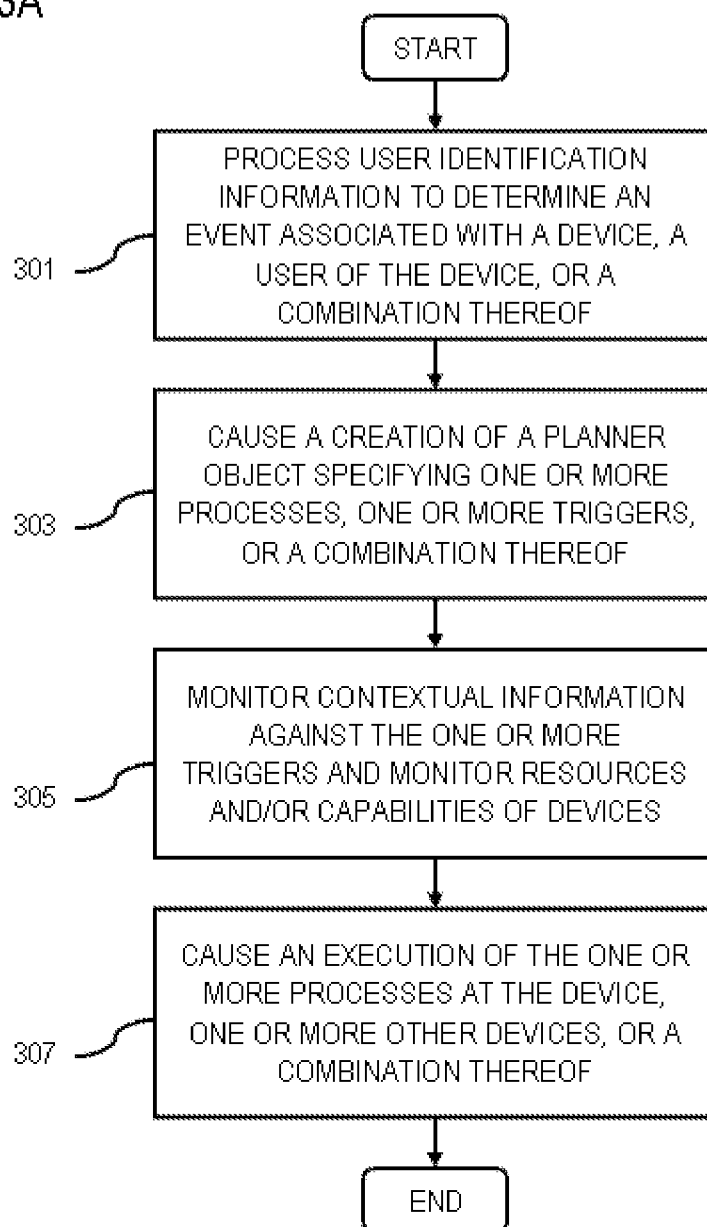 3A
START
PROCESS USER IDENTIFICATION
INFORMATION TO DETERMINE AN
EVENT ASSOCIATED WITH A DEVICE, A
USER OF THE DEVICE, OR A
COMBINATION THEREOF
301
CAUSE A CREATION OF A PLANNER
OBJECT SPECIFYING ONE OR MORE
PROCESSES, ONE OR MORE TRIGGERS,
OR A COMBINATION THEREOF
303
MONITOR CONTEXTUAL INFORMATION
AGAINST THE ONE OR MORE
TRIGGERS AND MONITOR RESOURCES
AND/OR CAPABILITIES OF DEVICES
305
CAUSE AN EXECUTION OF THE ONE OR
MORE PROCESSES AT THE DEVICE,
ONE OR MORE OTHER DEVICES, OR A
COMBINATION THEREOF
307
END